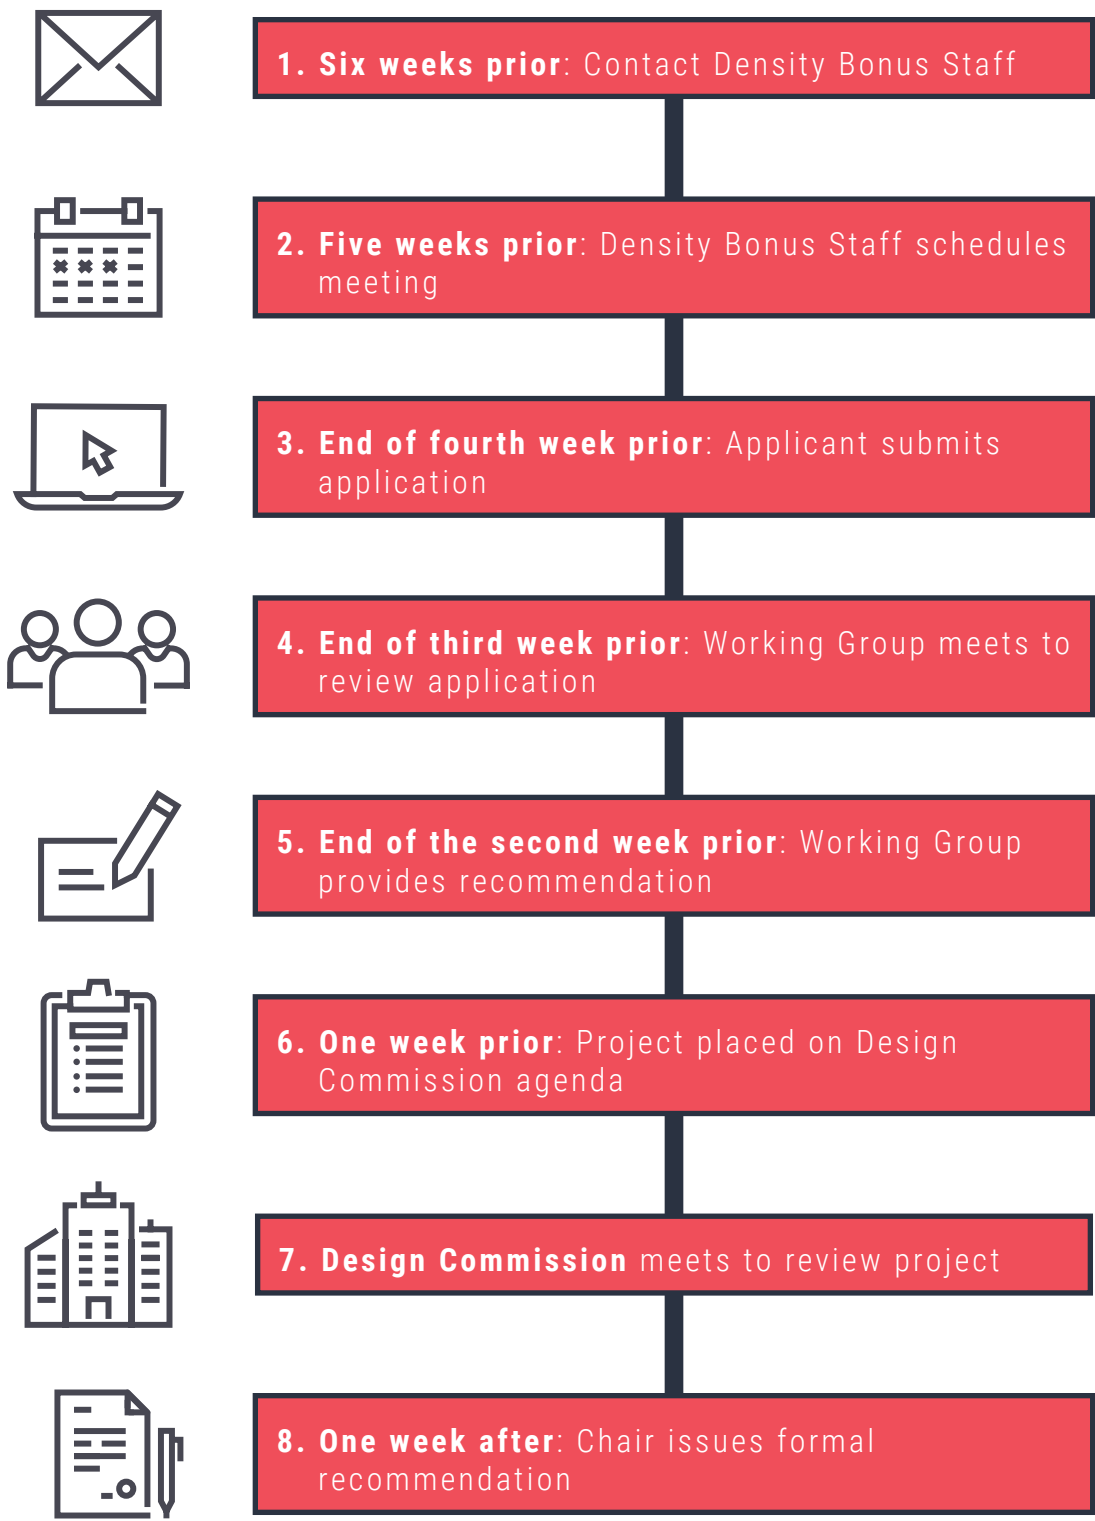 1. Six weeks prior: Contact Density Bonus Staff
2. Five weeks prior: Density Bonus Staff schedules
meeting
3. End of fourth week prior: Applicant submits
application
4. End of third week prior: Working Group meets to
review application
5. End of the second week prior: Working Group
provides recommendation
6. One week prior: Project placed on Design
Commission agenda
7. Design Commission meets to review project
8. One week after: Chair issues formal
recommendation